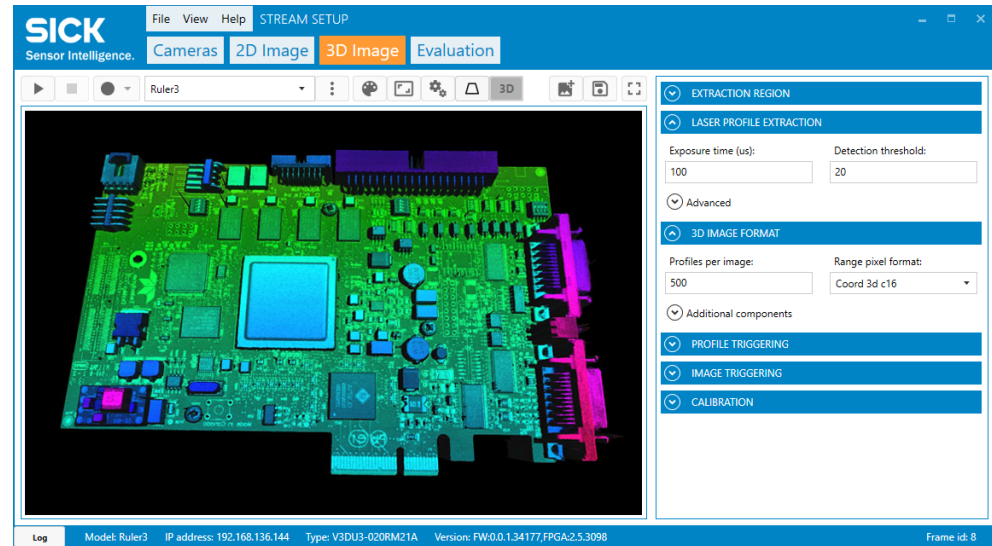 SICK
Sensor Intelligence.
File View Help STREAM SETUP
Cameras 2D Image 3D Image Evaluation
Ruler3
3D
EXTRACTION REGION
LASER PROFILE EXTRACTION
Exposure time (us): Detection threshold:
100 20
Advanced
3D IMAGE FORMAT
Profiles per image: Range pixel format:
500 Coord 3d c16
Additional components
PROFILE TRIGGERING
IMAGE TRIGGERING
CALIBRATION
Log Model: Ruler3 IP address: 192.168.136.144 Type: V3DU3-020RM21A Version: FW:0.0.1.34177,FPGA:2.5.3098 Frame id: 8